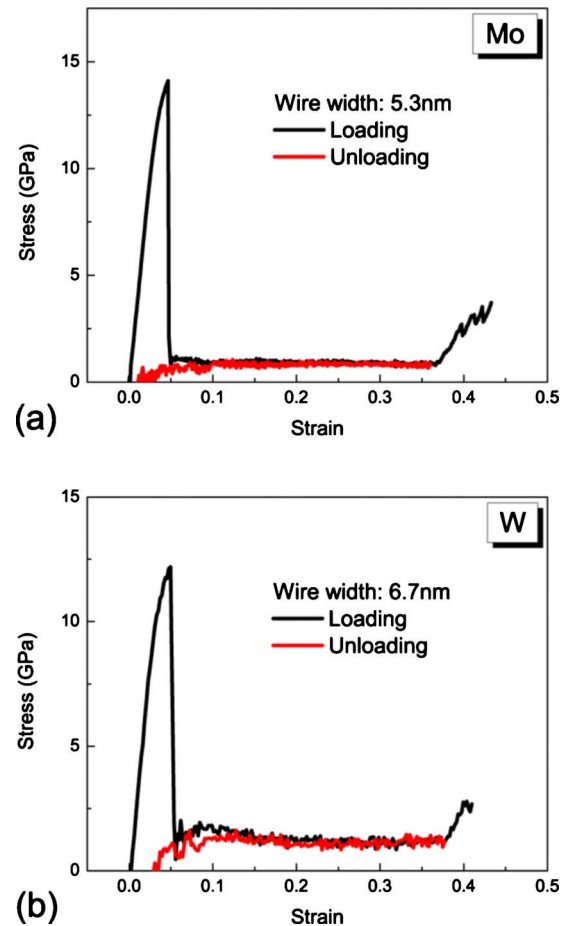 Mo
15
Wire width: 5.3nm
Loading
Unloading
10
Stress (GPa)
5
0
0.0 0.1 0.2 0.3 0.4 0.5
(a)
Strain
15
W
Wire width: 6.7nm
Loading
Unloading
10
Stress (GPa)
5
0
0.0 0.1 0.2 0.3 0.4 0.5
(b)
Strain